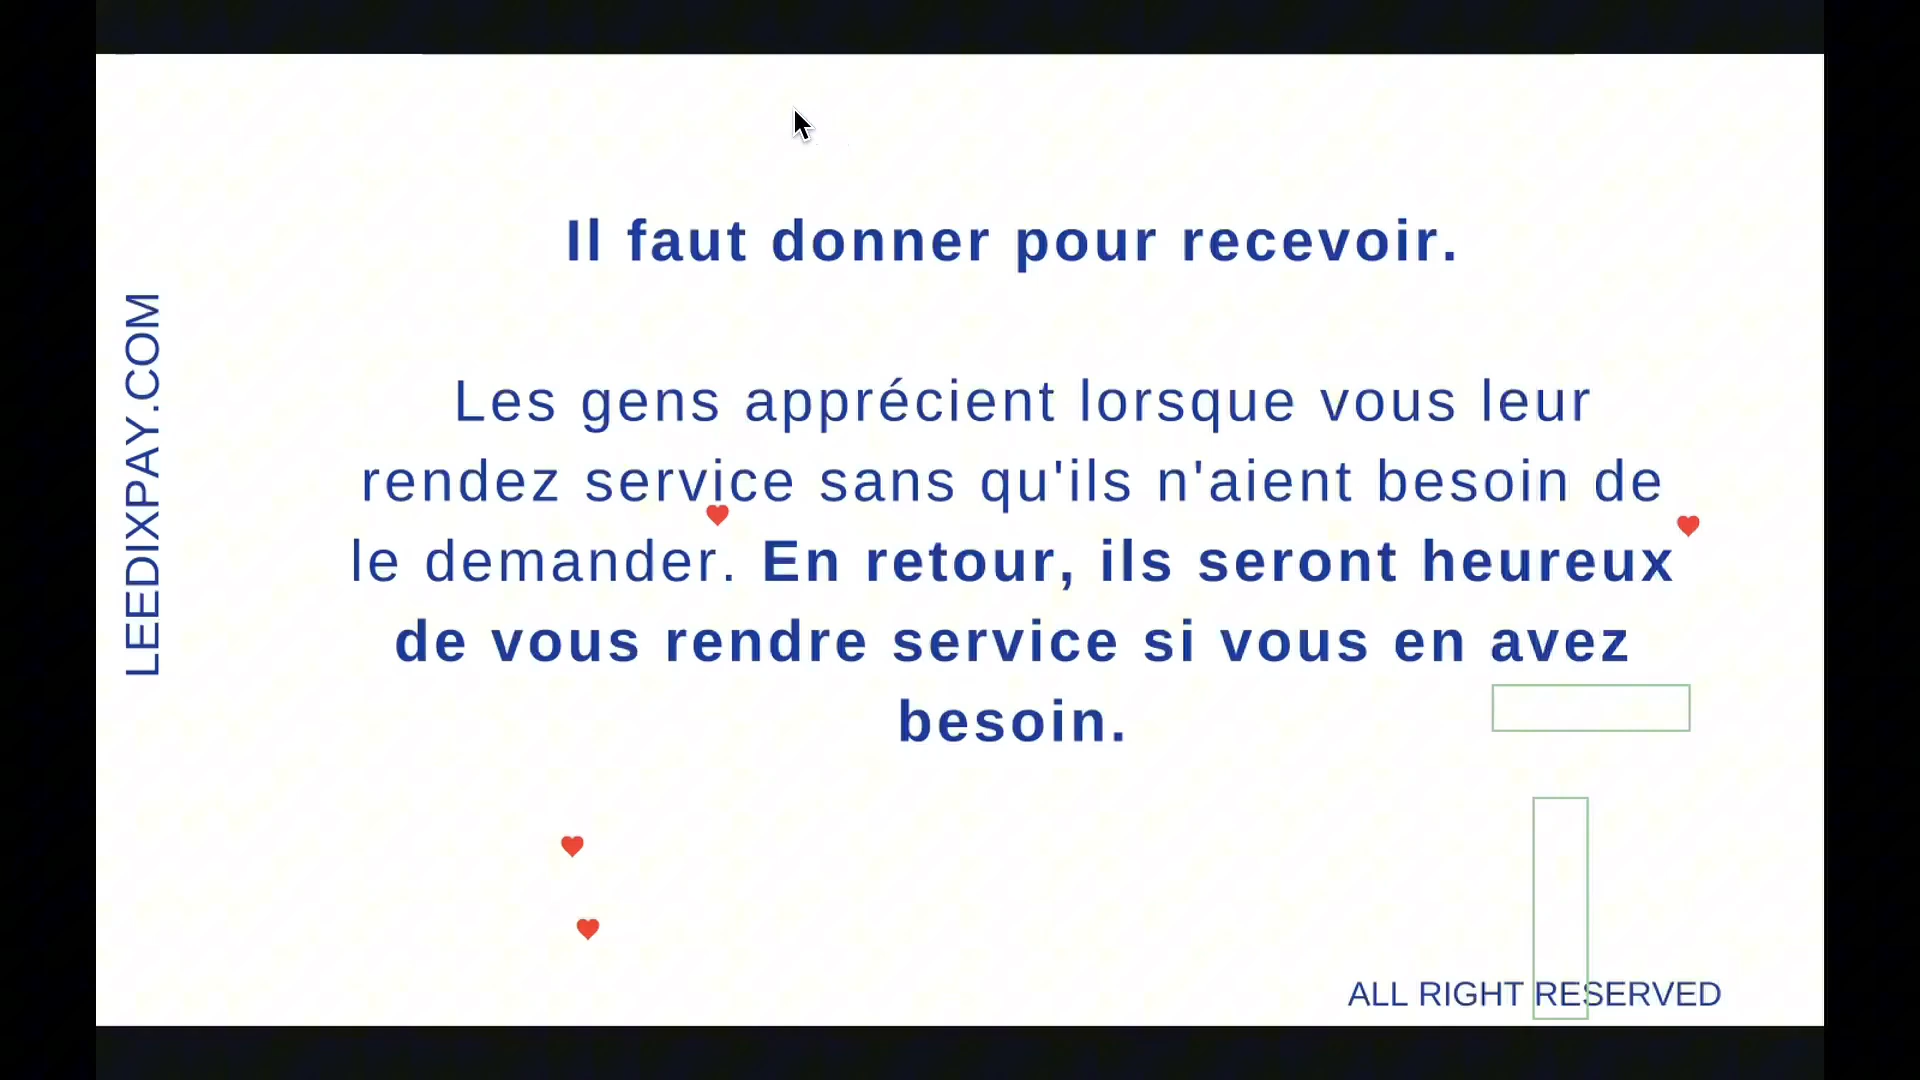 Il faut donner pour recevoir.
Les gens apprécient lorsque vous leur
rendez service sans qu'ils n'aient besoin de
le demander. En retour, ils seront heureux
de vous rendre service si vous en avez
besoin.
LEEDIXPAY.COM
ALL RIGHT RESERVED